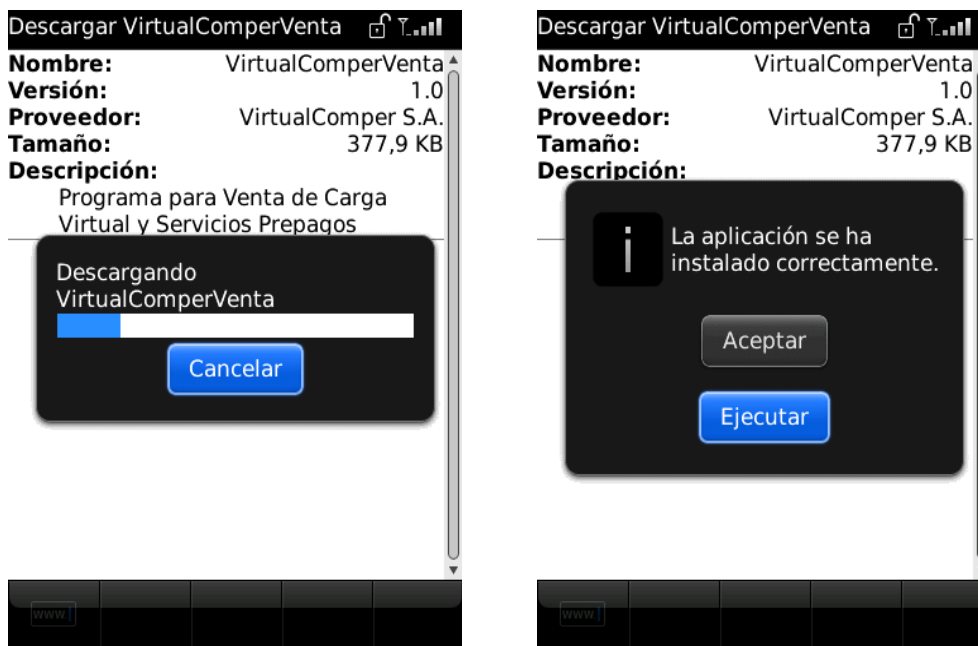 Descargar VirtualComperVenta
Nombre: VirtualComperVenta
Versión: 1.0
Proveedor: VirtualComper S.A.
Tamaño: 377,9 KB
Descripción:
Programa para Venta de Carga
Virtual y Servicios Prepagos
Descargando
VirtualComperVenta
Cancelar
www.
Descargar VirtualComperVenta
Nombre: VirtualComperVenta
Versión: 1.0
Proveedor: VirtualComper S.A.
Tamaño: 377,9 KB
Descripción:
i
La aplicación se ha
instalado correctamente.
Aceptar
Ejecutar
www.